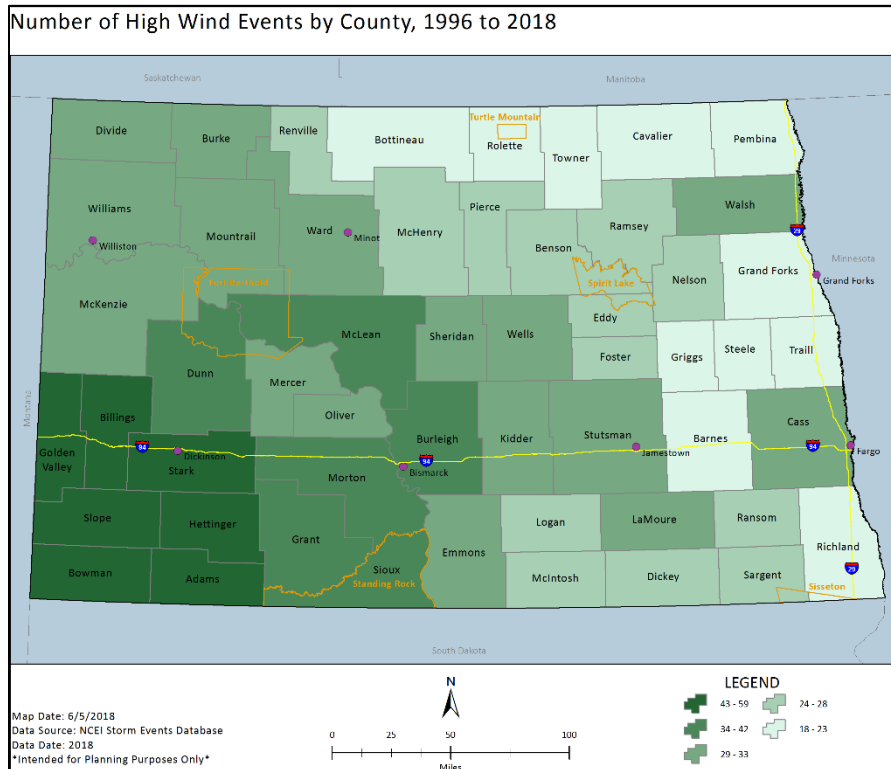 Number of High Wind Events by County, 1996 to 2018
Saskatchewan
Manitoba
Turtle Mountain
Divide
Burke
Renville
Bottineau
Rolette
Towner
Cavalier
Pembina
Williams
Williston
Mountrail
Ward
Minot
McHenry
Pierce
Benson
Ramsey
Walsh
29
Minnesota
McKenzie
Fort Berthold
Spirit Lake
Nelson
Grand Forks
Grand Forks
Eddy
McLean
Sheridan
Wells
Foster
Griggs
Steele
Traill
Dunn
Mercer
Oliver
Montana
Billings
Golden
Valley
94
Dickinson
Stark
Burleigh
94
Bismarck
Kidder
Stutsman
Jamestown
Barnes
Cass
94
Fargo
Morton
Slope
Hettinger
Grant
Emmons
Logan
LaMoure
Ransom
Richland
Bowman
Adams
Sioux
Standing Rock
McIntosh
Dickey
Sargent
29
Sisseton
South Dakota
N
LEGEND
43 - 59
24 - 28
34 - 42
18 - 23
29 - 33
Map Date: 6/5/2018
Data Source: NCEI Storm Events Database
Data Date: 2018
*Intended for Planning Purposes Only*
0 25 50 100
Miles